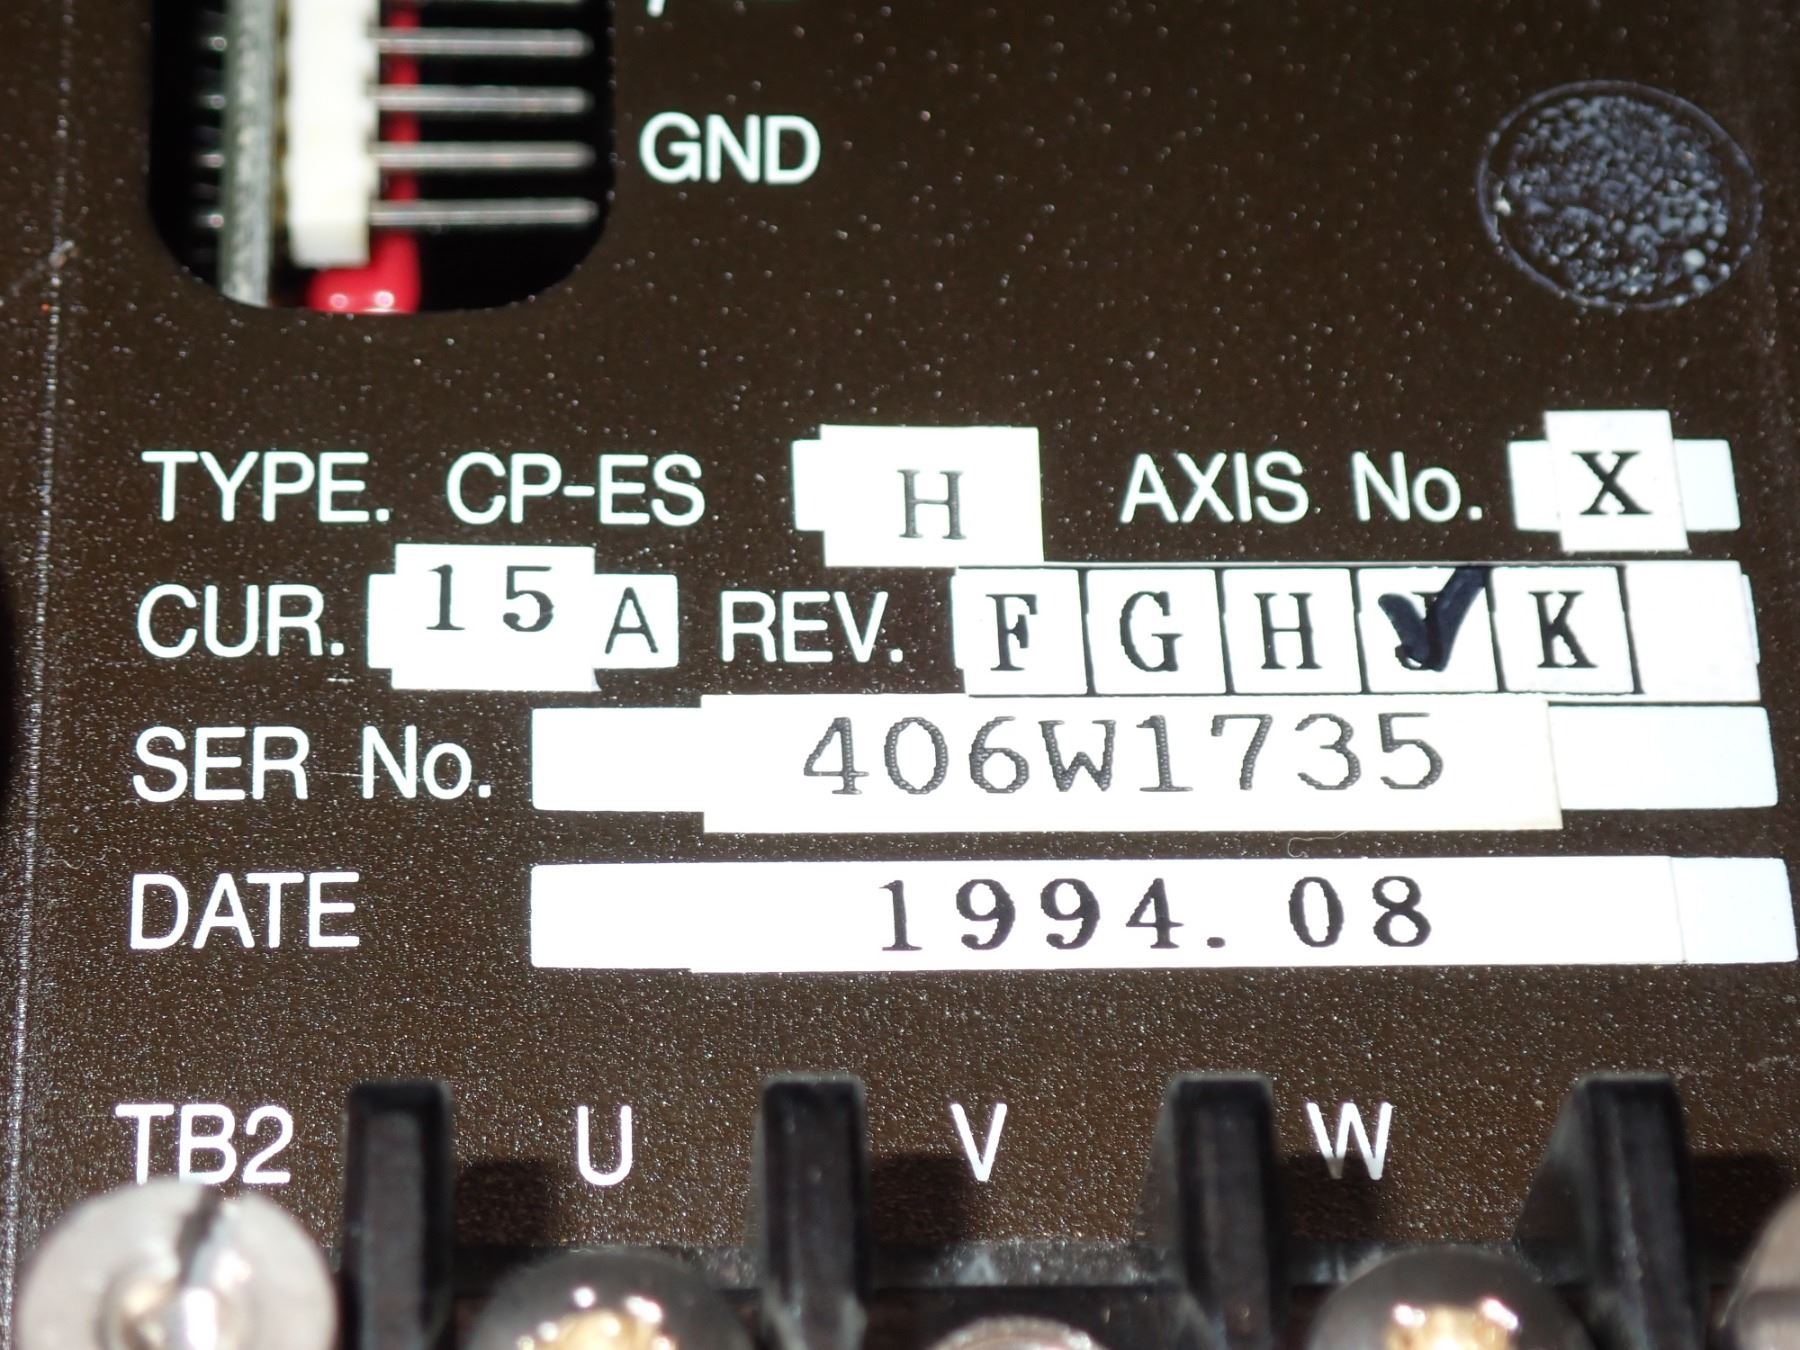 GND
TYPE. CP-ES H AXIS No. X
CUR. 15 A REV. F G H J K
SER No. 406W1735
DATE 1994.08
TB2 U V W